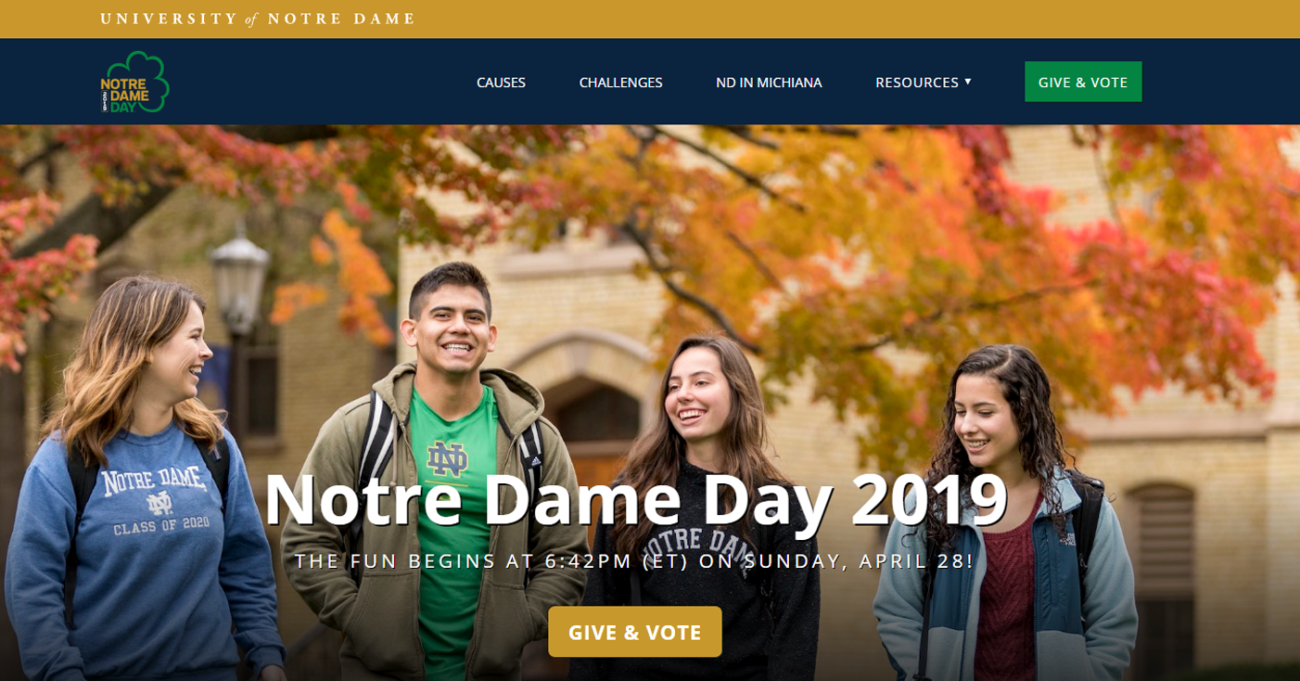 UNIVERSITY of NOTRE DAME
NOTRE
DAME
DAY
CAUSES
CHALLENGES
ND IN MICHIANA
RESOURCES ▼
GIVE & VOTE
NOTRE DAME
ND
CLASS OF 2020
ND
NOTRE DAM
Notre Dame Day 2019
THE FUN BEGINS AT 6:42PM (ET) ON SUNDAY, APRIL 28!
GIVE & VOTE